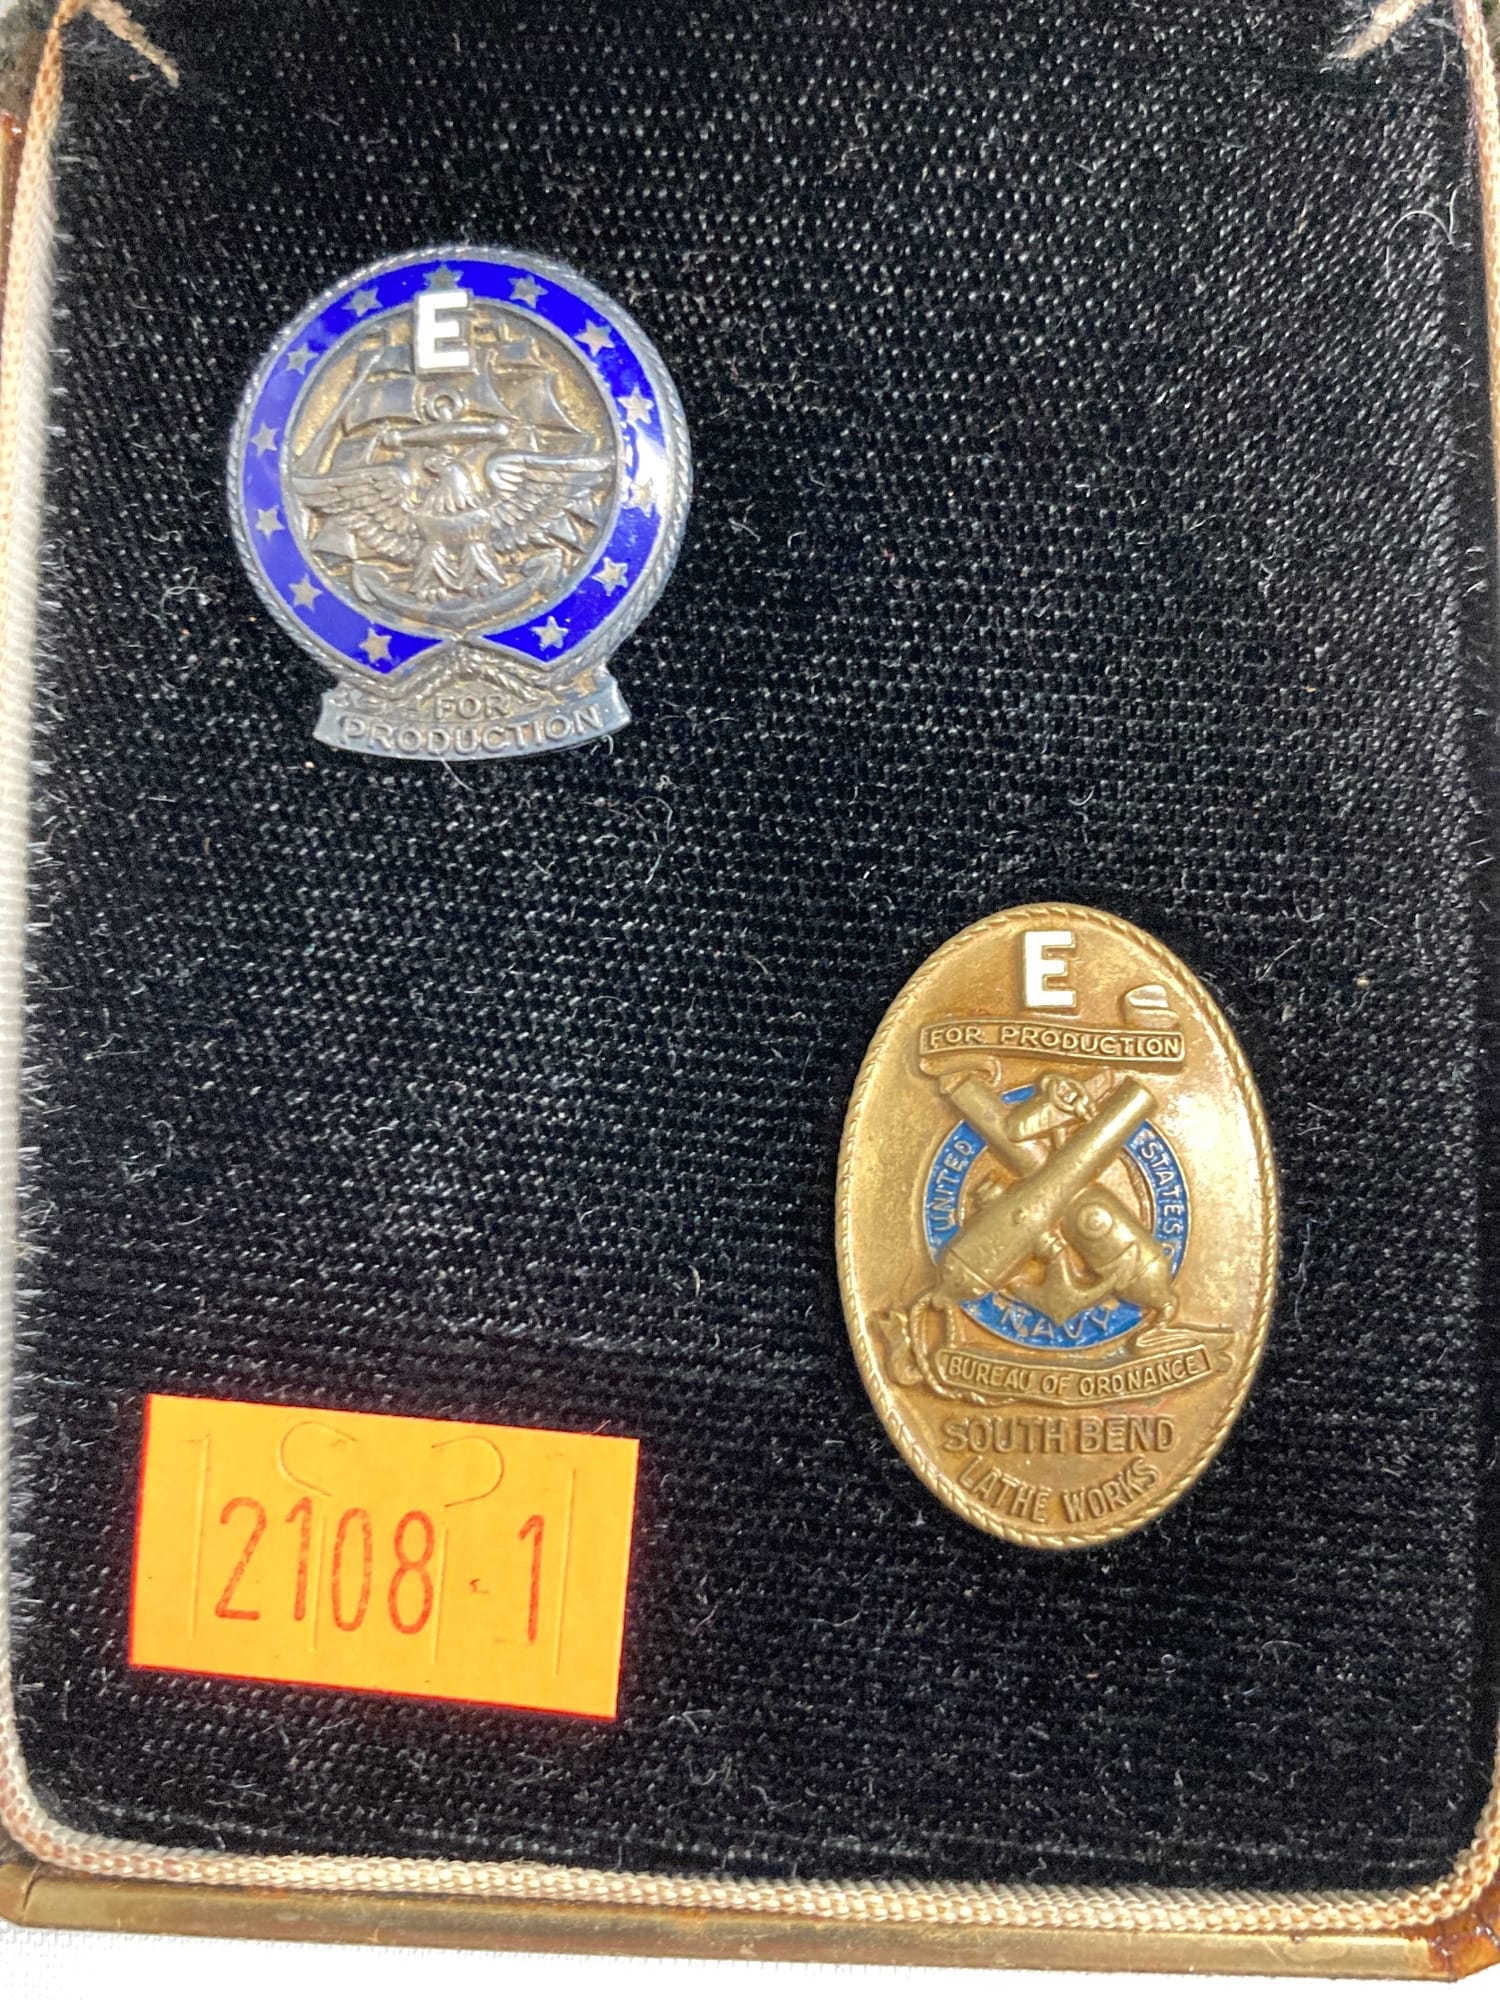 E
FOR
PRODUCTION
E
FOR PRODUCTION
UNITED STATES
NAVY
BUREAU OF ORDNANCE
SOUTH BEND
LATHE WORKS
2108-1